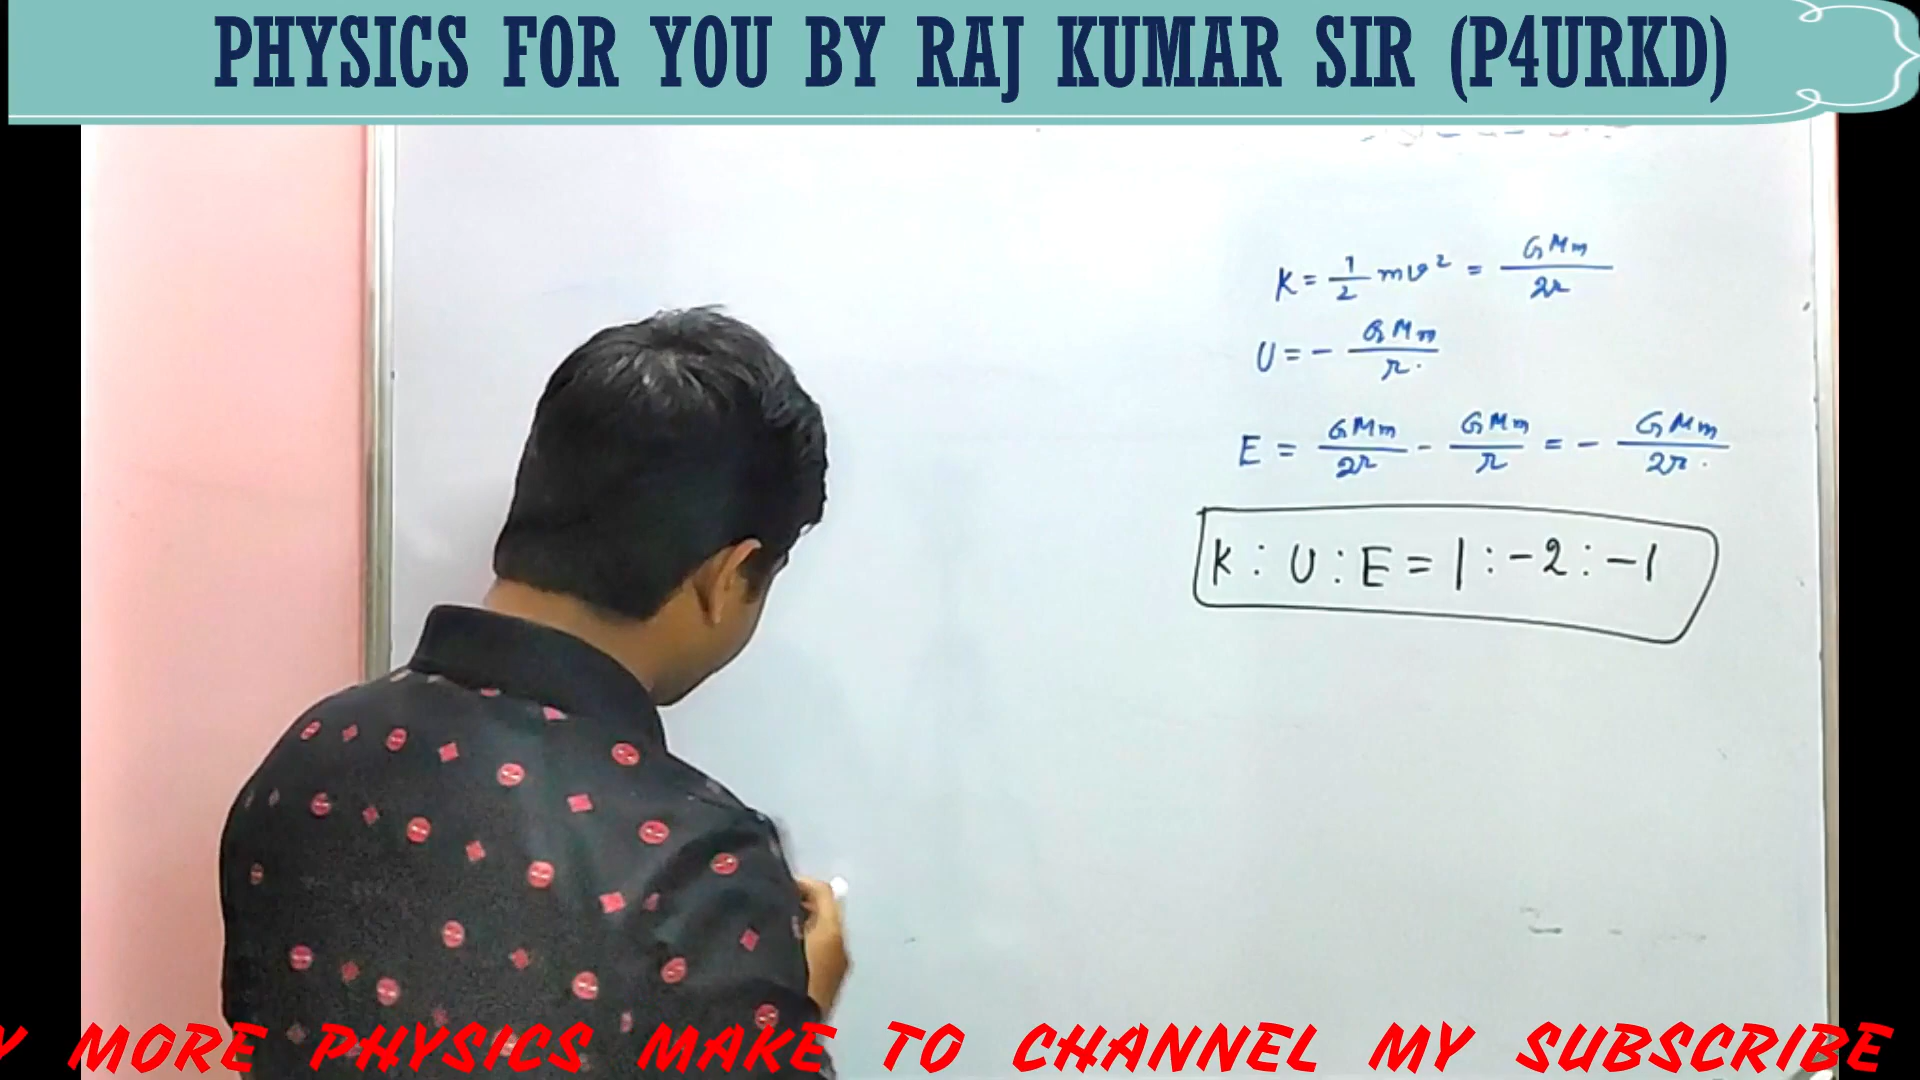 PHYSICS FOR YOU BY RAJ KUMAR SIR (P4URKD)
K = 1/2 mv² = GMm/2r
U = - GMm/r.
E = GMm/2r - GMm/r = - GMm/2r.
K : U : E = 1 : -2 : -1
Y MORE PHYSICS MAKE TO CHANNEL MY SUBSCRIBE